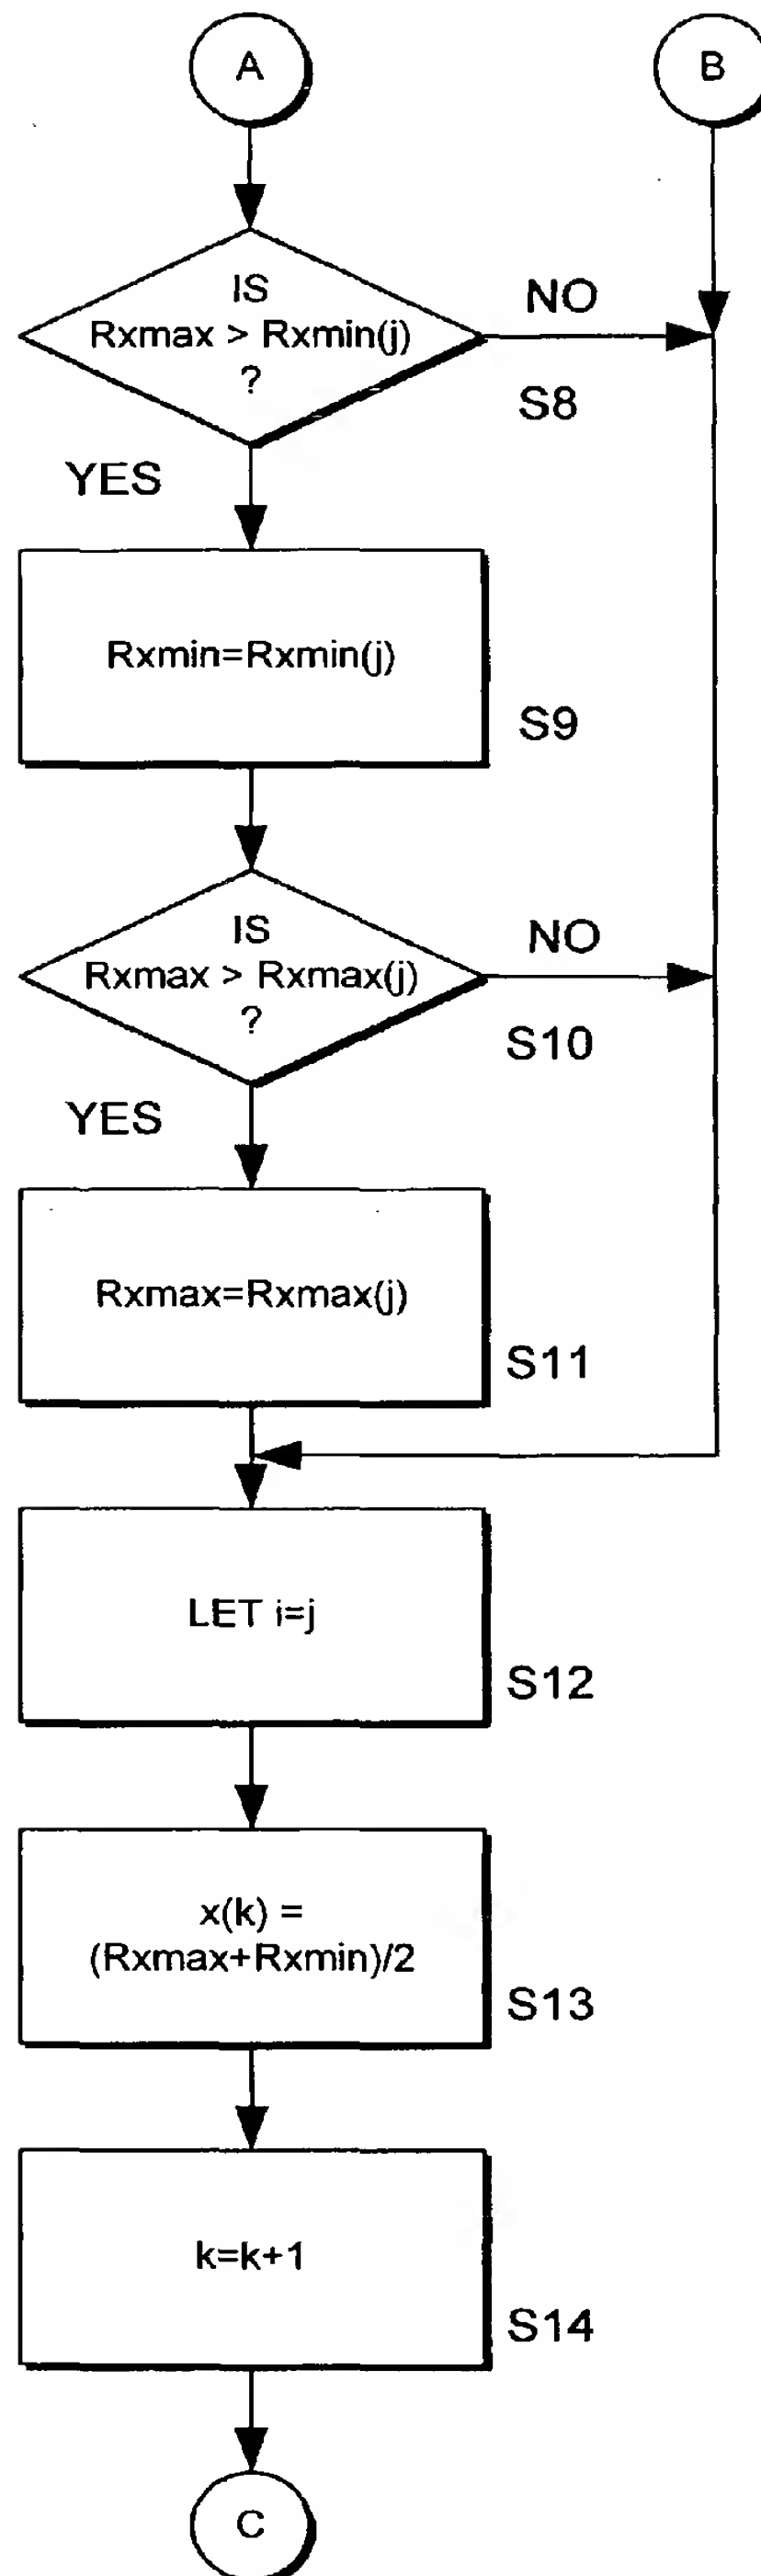 A
B
IS
Rxmax > Rxmin(j)
?
NO
S8
YES
Rxmin=Rxmin(j)
S9
IS
Rxmax > Rxmax(j)
?
NO
S10
YES
Rxmax=Rxmax(j)
S11
LET i=j
S12
x(k) =
(Rxmax+Rxmin)/2
S13
k=k+1
S14
C